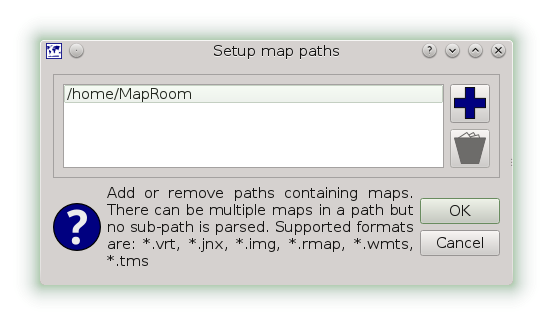 Setup map paths
/home/MapRoom
Add or remove paths containing maps.
There can be multiple maps in a path but
no sub-path is parsed. Supported formats
are: *.vrt, *.jnx, *.img, *.rmap, *.wmts,
*.tms
OK
Cancel